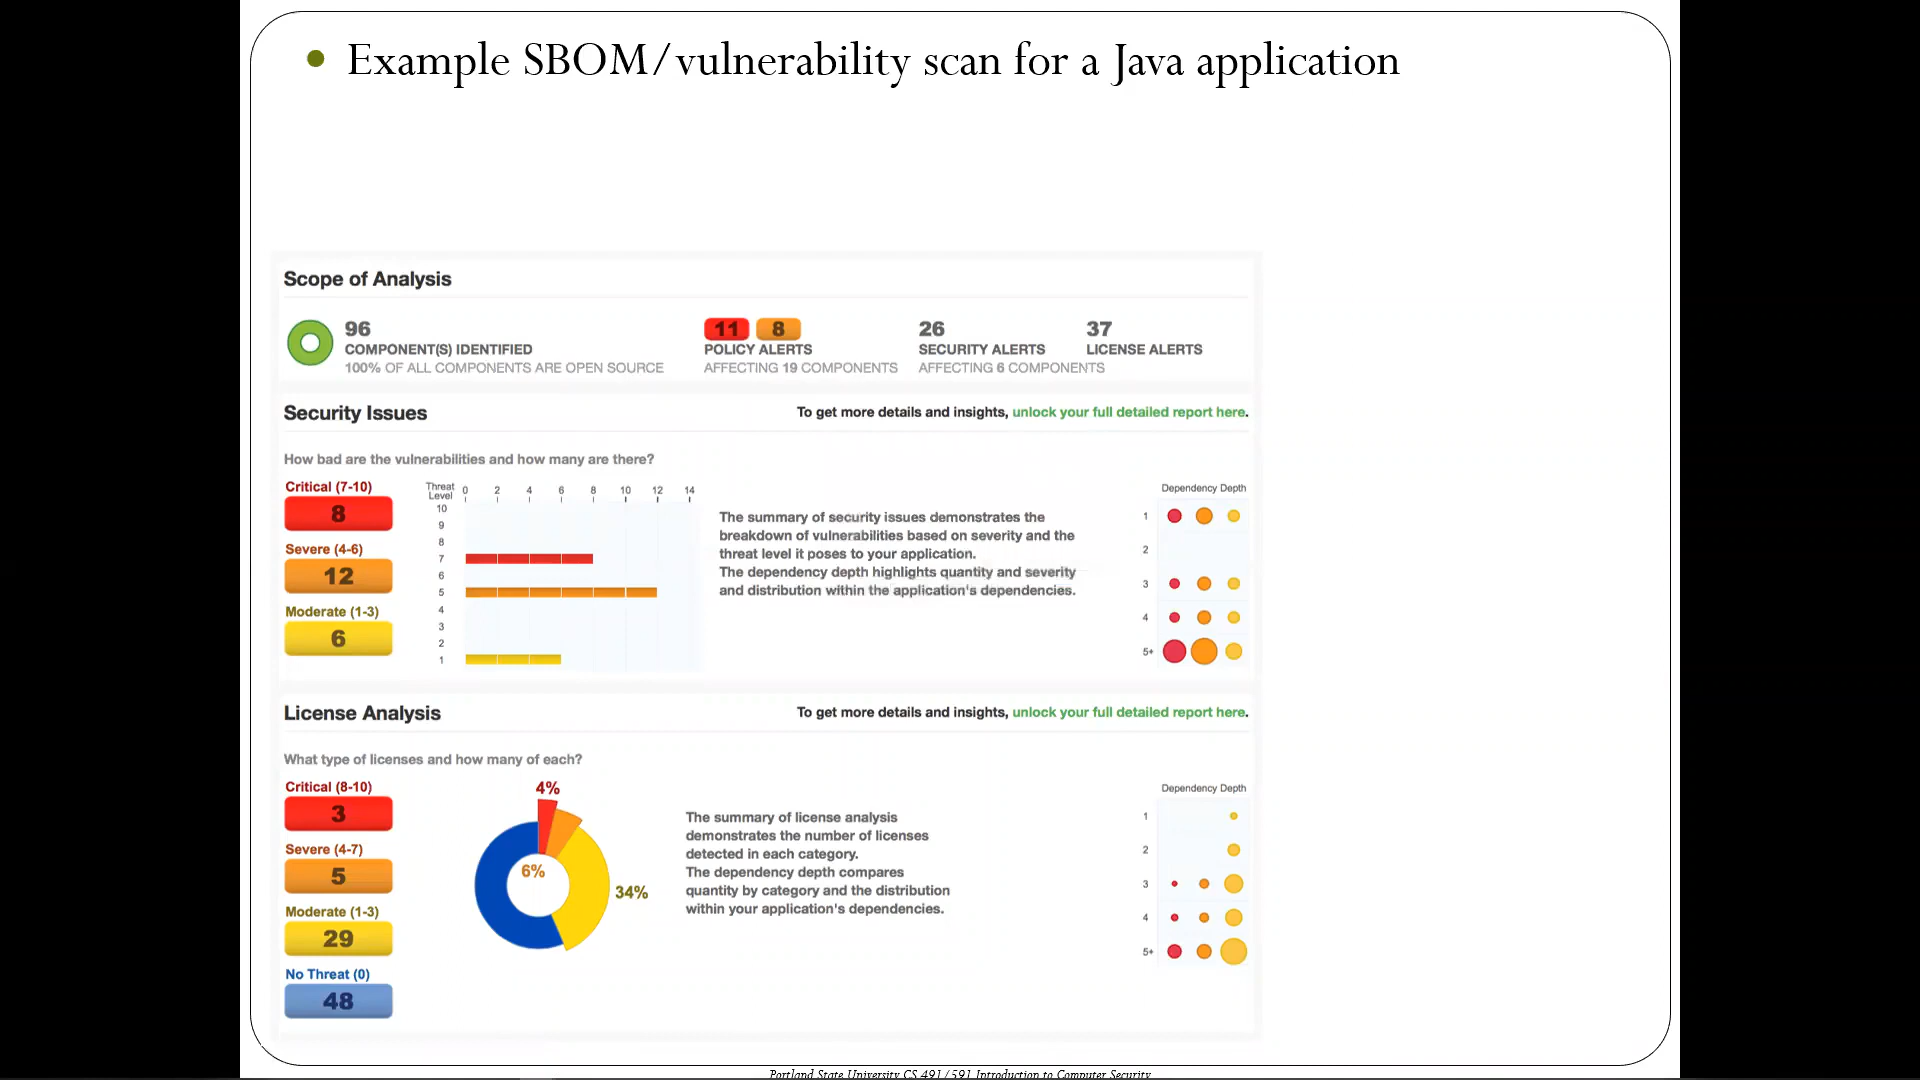 • Example SBOM/vulnerability scan for a Java application
Scope of Analysis
96
COMPONENT(S) IDENTIFIED
100% OF ALL COMPONENTS ARE OPEN SOURCE
11 8
POLICY ALERTS
AFFECTING 19 COMPONENTS
26
SECURITY ALERTS
AFFECTING 6 COMPONENTS
37
LICENSE ALERTS
Security Issues
To get more details and insights, unlock your full detailed report here.
How bad are the vulnerabilities and how many are there?
Critical (7-10)
8
Severe (4-6)
12
Moderate (1-3)
6
Threat
Level
0 2 4 6 8 10 12 14
10
9
8
7
6
5
4
3
2
1
The summary of security issues demonstrates the
breakdown of vulnerabilities based on severity and the
threat level it poses to your application.
The dependency depth highlights quantity and severity
and distribution within the application's dependencies.
Dependency Depth
1
2
3
4
5+
License Analysis
To get more details and insights, unlock your full detailed report here.
What type of licenses and how many of each?
Critical (8-10)
3
Severe (4-7)
5
Moderate (1-3)
29
No Threat (0)
48
4%
6%
34%
The summary of license analysis
demonstrates the number of licenses
detected in each category.
The dependency depth compares
quantity by category and the distribution
within your application's dependencies.
Dependency Depth
1
2
3
4
5+
Portland State University CS 491/591 Introduction to Computer Security